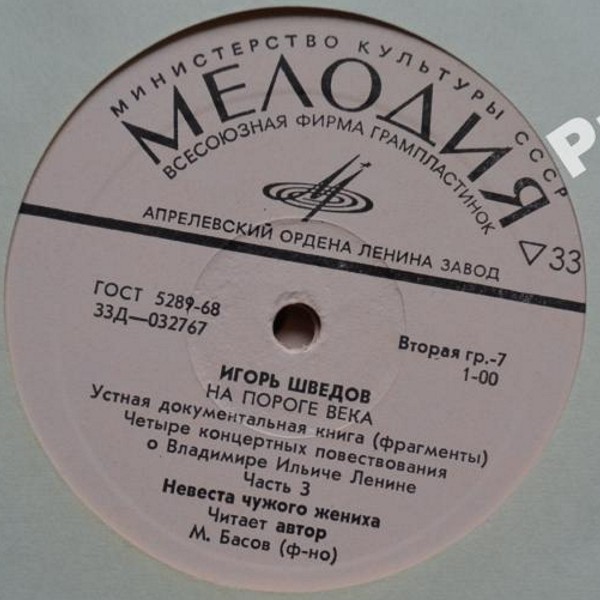 МИНИСТЕРСТВО КУЛЬТУРЫ СССР
МЕЛОДИЯ
ВСЕСОЮЗНАЯ ФИРМА ГРАМПЛАСТИНОК
АПРЕЛЕВСКИЙ ОРДЕНА ЛЕНИНА ЗАВОД
33
ГОСТ 5289-68
33Д—032767
Вторая гр.-7
1-00
ИГОРЬ ШВЕДОВ
НА ПОРОГЕ ВЕКА
Устная документальная книга (фрагменты)
Четыре концертных повествования
о Владимире Ильиче Ленине
Часть 3
Невеста чужого жениха
Читает автор
М. Басов (ф-но)